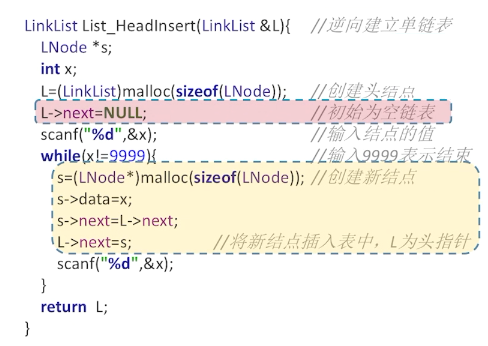 LinkList List_HeadInsert(LinkList &L){ //逆向建立单链表
LNode *s;
int x;
L=(LinkList)malloc(sizeof(LNode)); //创建头结点
L->next=NULL; //初始为空链表
scanf("%d",&x); //输入结点的值
while(x!=9999){ //输入9999表示结束
s=(LNode*)malloc(sizeof(LNode)); //创建新结点
s->data=x;
s->next=L->next;
L->next=s; //将新结点插入表中，L为头指针
scanf("%d",&x);
}
return L;
}